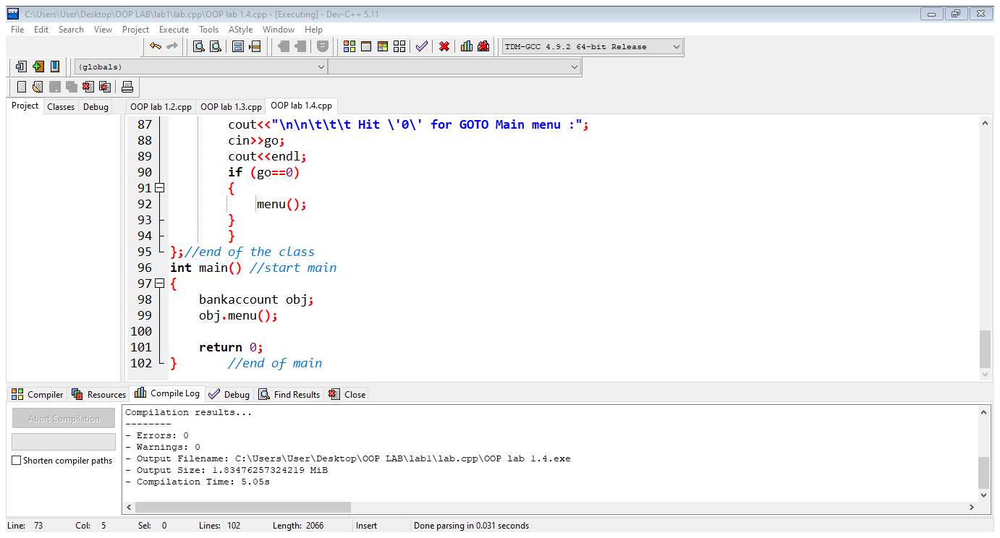 C:\Users\User\Desktop\OOP LAB\lab1\lab.cpp\OOP lab 1.4.cpp - [Executing] - Dev-C++ 5.11
File Edit Search View Project Execute Tools AStyle Window Help
TDM-GCC 4.9.2 64-bit Release
(globals)
Project Classes Debug
OOP lab 1.2.cpp OOP lab 1.3.cpp OOP lab 1.4.cpp
87 cout<<"\n\n\t\t\t Hit \'0\' for GOTO Main menu :";
88 cin>>go;
89 cout<<endl;
90 if (go==0)
91 {
92 menu();
93 }
94 }
95 };//end of the class
96 int main() //start main
97 {
98 bankaccount obj;
99 obj.menu();
100
101 return 0;
102 } //end of main
Compiler Resources Compile Log Debug Find Results Close
Abort Compilation
Shorten compiler paths
Compilation results...
--------
- Errors: 0
- Warnings: 0
- Output Filename: C:\Users\User\Desktop\OOP LAB\lab1\lab.cpp\OOP lab 1.4.exe
- Output Size: 1.83476257324219 MiB
- Compilation Time: 5.05s
Line: 73 Col: 5 Sel: 0 Lines: 102 Length: 2066 Insert Done parsing in 0.031 seconds